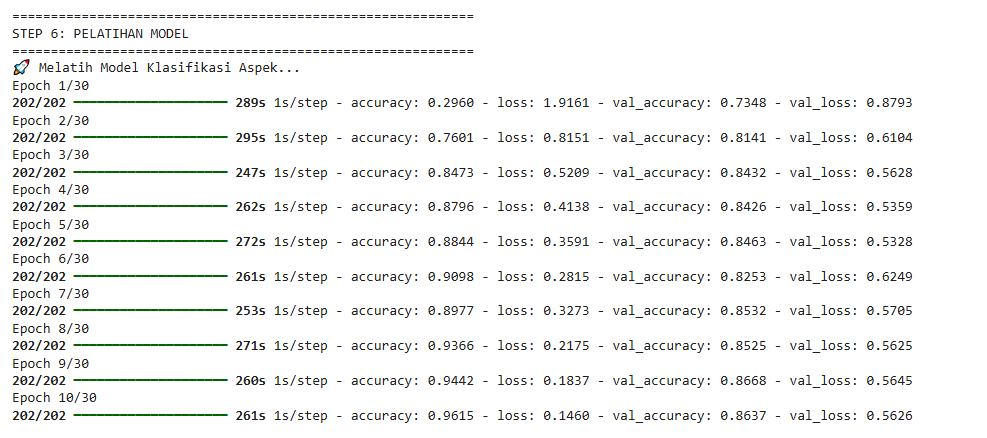 ============================================================
STEP 6: PELATIHAN MODEL
============================================================
🚀 Melatih Model Klasifikasi Aspek...
Epoch 1/30
202/202 ━━━━━━━━━━━━━━━━━━━━ 289s 1s/step - accuracy: 0.2960 - loss: 1.9161 - val_accuracy: 0.7348 - val_loss: 0.8793
Epoch 2/30
202/202 ━━━━━━━━━━━━━━━━━━━━ 295s 1s/step - accuracy: 0.7601 - loss: 0.8151 - val_accuracy: 0.8141 - val_loss: 0.6104
Epoch 3/30
202/202 ━━━━━━━━━━━━━━━━━━━━ 247s 1s/step - accuracy: 0.8473 - loss: 0.5209 - val_accuracy: 0.8432 - val_loss: 0.5628
Epoch 4/30
202/202 ━━━━━━━━━━━━━━━━━━━━ 262s 1s/step - accuracy: 0.8796 - loss: 0.4138 - val_accuracy: 0.8426 - val_loss: 0.5359
Epoch 5/30
202/202 ━━━━━━━━━━━━━━━━━━━━ 272s 1s/step - accuracy: 0.8844 - loss: 0.3591 - val_accuracy: 0.8463 - val_loss: 0.5328
Epoch 6/30
202/202 ━━━━━━━━━━━━━━━━━━━━ 261s 1s/step - accuracy: 0.9098 - loss: 0.2815 - val_accuracy: 0.8253 - val_loss: 0.6249
Epoch 7/30
202/202 ━━━━━━━━━━━━━━━━━━━━ 253s 1s/step - accuracy: 0.8977 - loss: 0.3273 - val_accuracy: 0.8532 - val_loss: 0.5705
Epoch 8/30
202/202 ━━━━━━━━━━━━━━━━━━━━ 271s 1s/step - accuracy: 0.9366 - loss: 0.2175 - val_accuracy: 0.8525 - val_loss: 0.5625
Epoch 9/30
202/202 ━━━━━━━━━━━━━━━━━━━━ 260s 1s/step - accuracy: 0.9442 - loss: 0.1837 - val_accuracy: 0.8668 - val_loss: 0.5645
Epoch 10/30
202/202 ━━━━━━━━━━━━━━━━━━━━ 261s 1s/step - accuracy: 0.9615 - loss: 0.1460 - val_accuracy: 0.8637 - val_loss: 0.5626